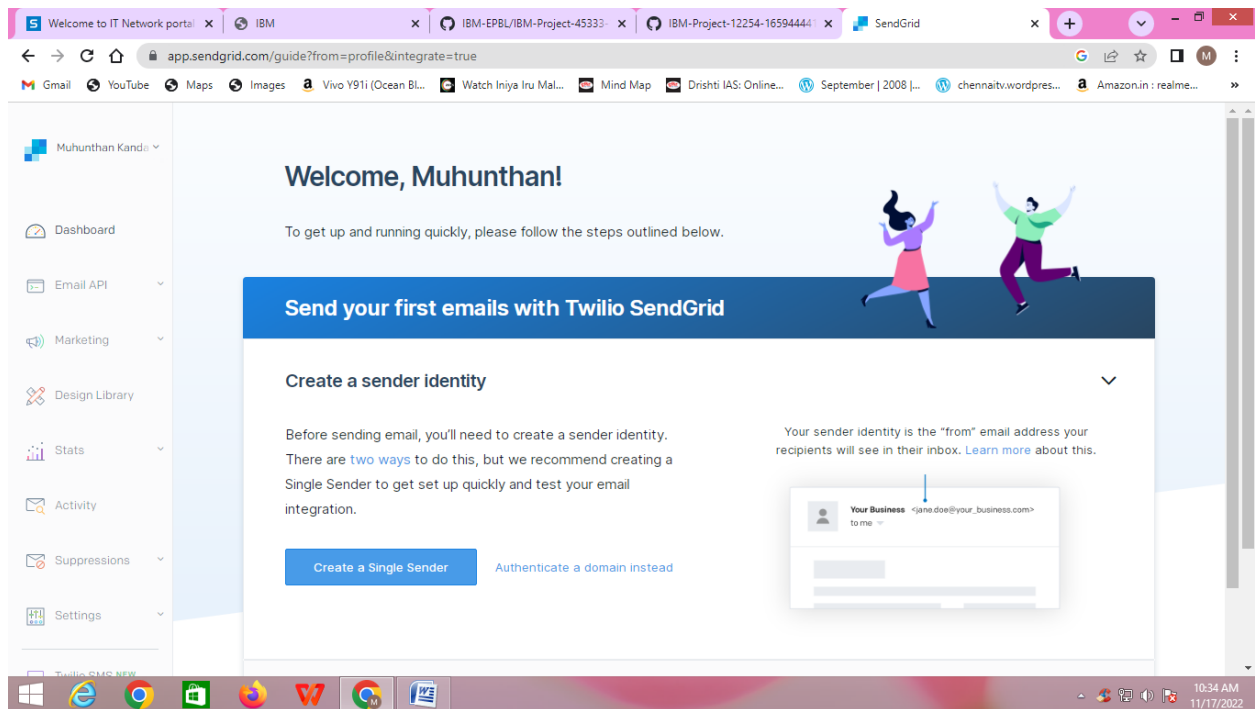 Welcome to IT Network portal
IBM
IBM-EPBL/IBM-Project-45333-
IBM-Project-12254-165944441
SendGrid
app.sendgrid.com/guide?from=profile&integrate=true
M
Gmail
YouTube
Maps
Images
Vivo Y91i (Ocean Bl...
Watch Iniya Iru Mal...
Mind Map
Drishti IAS: Online...
September | 2008 |...
chennaitv.wordpres...
Amazon.in : realme...
»
Muhunthan Kanda
Dashboard
Email API
Marketing
Design Library
Stats
Activity
Suppressions
Settings
Twilio SMS NEW
Welcome, Muhunthan!
To get up and running quickly, please follow the steps outlined below.
Send your first emails with Twilio SendGrid
Create a sender identity
Before sending email, you'll need to create a sender identity.
There are two ways to do this, but we recommend creating a
Single Sender to get set up quickly and test your email
integration.
Create a Single Sender
Authenticate a domain instead
Your sender identity is the “from” email address your
recipients will see in their inbox. Learn more about this.
Your Business <jane.doe@your_business.com>
to me
10:34 AM
11/17/2022